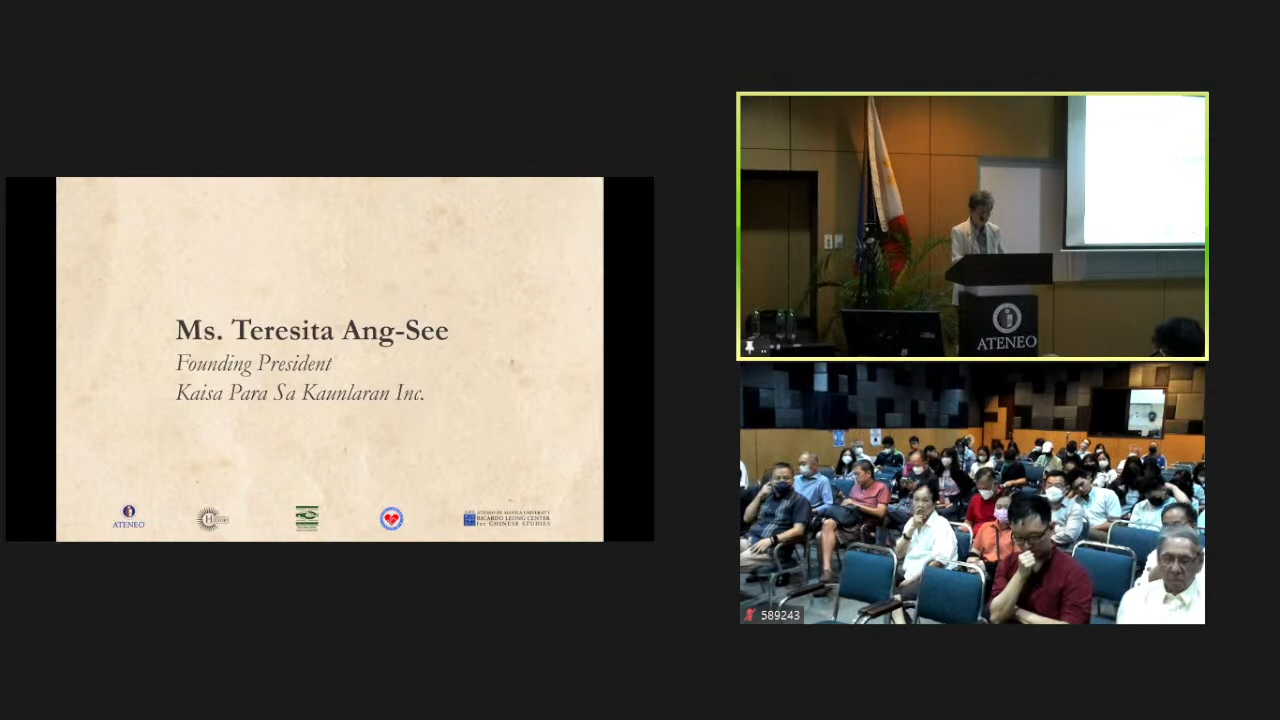 Ms. Teresita Ang-See
Founding President
Kaisa Para Sa Kaunlaran Inc.
ATENEO
HISTORY
ATENEO DE MANILA UNIVERSITY
RICARDO LEONG CENTER
for CHINESE STUDIES
ATENEO
589243